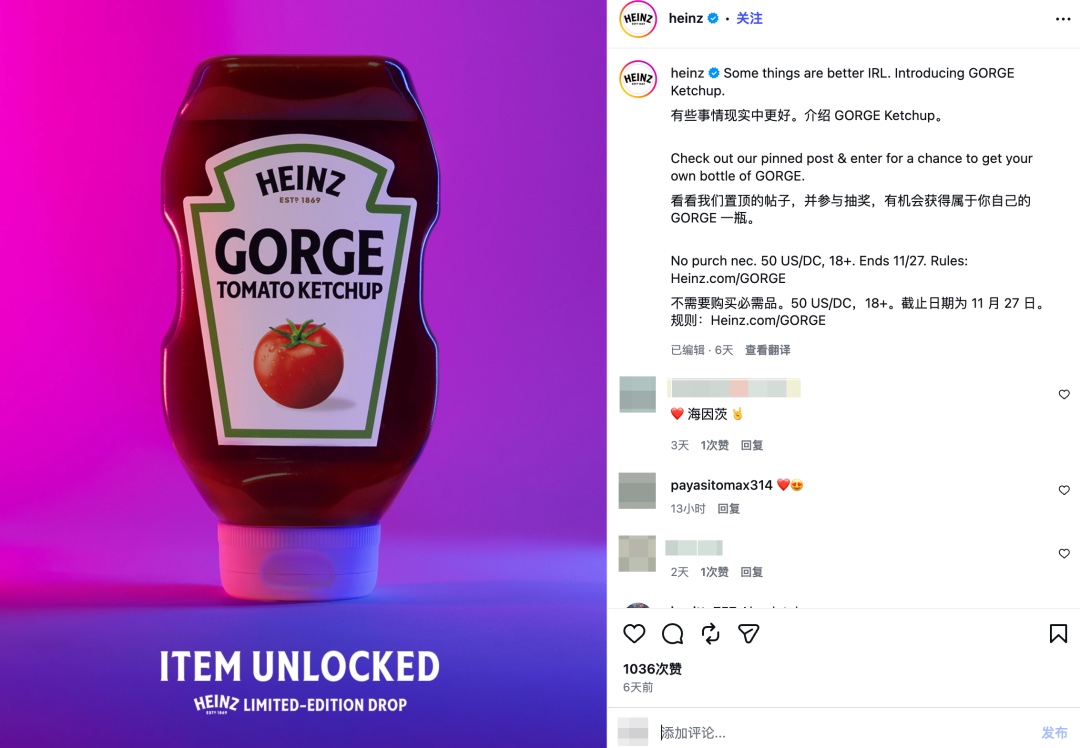 HEINZ
ESTD 1869
GORGE
TOMATO KETCHUP
ITEM UNLOCKED
HEINZ LIMITED-EDITION DROP
HEINZ
heinz · 关注
HEINZ
heinz Some things are better IRL. Introducing GORGE
Ketchup.
有些事情现实中更好。介绍 GORGE Ketchup。
Check out our pinned post & enter for a chance to get your
own bottle of GORGE.
看看我们置顶的帖子，并参与抽奖，有机会获得属于你自己的
GORGE 一瓶。
No purch nec. 50 US/DC, 18+. Ends 11/27. Rules:
Heinz.com/GORGE
不需要购买必需品。50 US/DC，18+。截止日期为 11 月 27 日。
规则：Heinz.com/GORGE
已编辑 · 6天 查看翻译
❤️ 海因茨 🤘
3天 1次赞 回复
payasitomax314 ❤️😍
13小时 回复
2天 1次赞 回复
1036次赞
6天前
添加评论...
发布